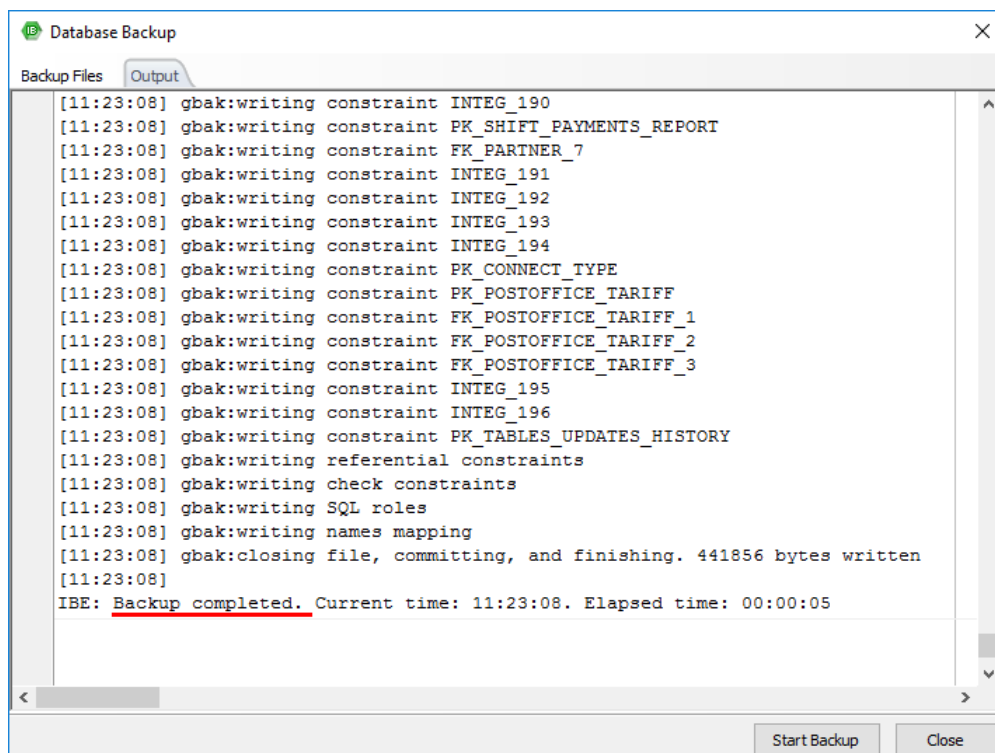 IB Database Backup
Backup Files Output
[11:23:08] gbak:writing constraint INTEG_190
[11:23:08] gbak:writing constraint PK_SHIFT_PAYMENTS_REPORT
[11:23:08] gbak:writing constraint FK_PARTNER_7
[11:23:08] gbak:writing constraint INTEG_191
[11:23:08] gbak:writing constraint INTEG_192
[11:23:08] gbak:writing constraint INTEG_193
[11:23:08] gbak:writing constraint INTEG_194
[11:23:08] gbak:writing constraint PK_CONNECT_TYPE
[11:23:08] gbak:writing constraint PK_POSTOFFICE_TARIFF
[11:23:08] gbak:writing constraint FK_POSTOFFICE_TARIFF_1
[11:23:08] gbak:writing constraint FK_POSTOFFICE_TARIFF_2
[11:23:08] gbak:writing constraint FK_POSTOFFICE_TARIFF_3
[11:23:08] gbak:writing constraint INTEG_195
[11:23:08] gbak:writing constraint INTEG_196
[11:23:08] gbak:writing constraint PK_TABLES_UPDATES_HISTORY
[11:23:08] gbak:writing referential constraints
[11:23:08] gbak:writing check constraints
[11:23:08] gbak:writing SQL roles
[11:23:08] gbak:writing names mapping
[11:23:08] gbak:closing file, committing, and finishing. 441856 bytes written
[11:23:08]
IBE: Backup completed. Current time: 11:23:08. Elapsed time: 00:00:05
Start Backup Close